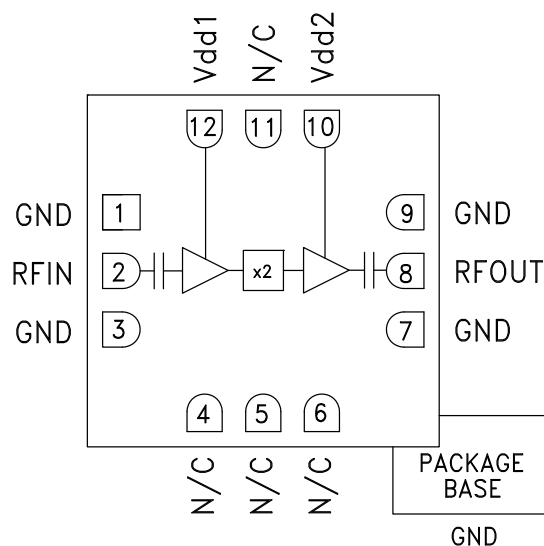 Vdd1
N/C
Vdd2
12
11
10
GND
1
9
GND
RFIN
2
x2
8
RFOUT
GND
3
7
GND
4
5
6
N/C
N/C
N/C
PACKAGE
BASE
GND